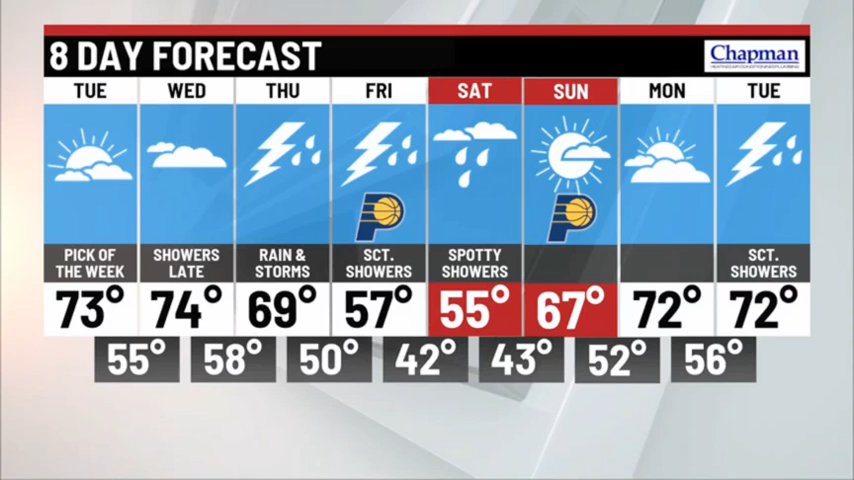 8 DAY FORECAST
Chapman
TUE WED THU FRI SAT SUN MON TUE
PICK OF THE WEEK
SHOWERS LATE
RAIN & STORMS
SCT. SHOWERS
SPOTTY SHOWERS
SCT. SHOWERS
73° 74° 69° 57° 55° 67° 72° 72°
55° 58° 50° 42° 43° 52° 56°